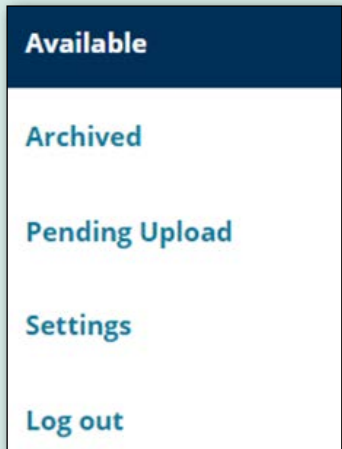 Available
Archived
Pending Upload
Settings
Log out